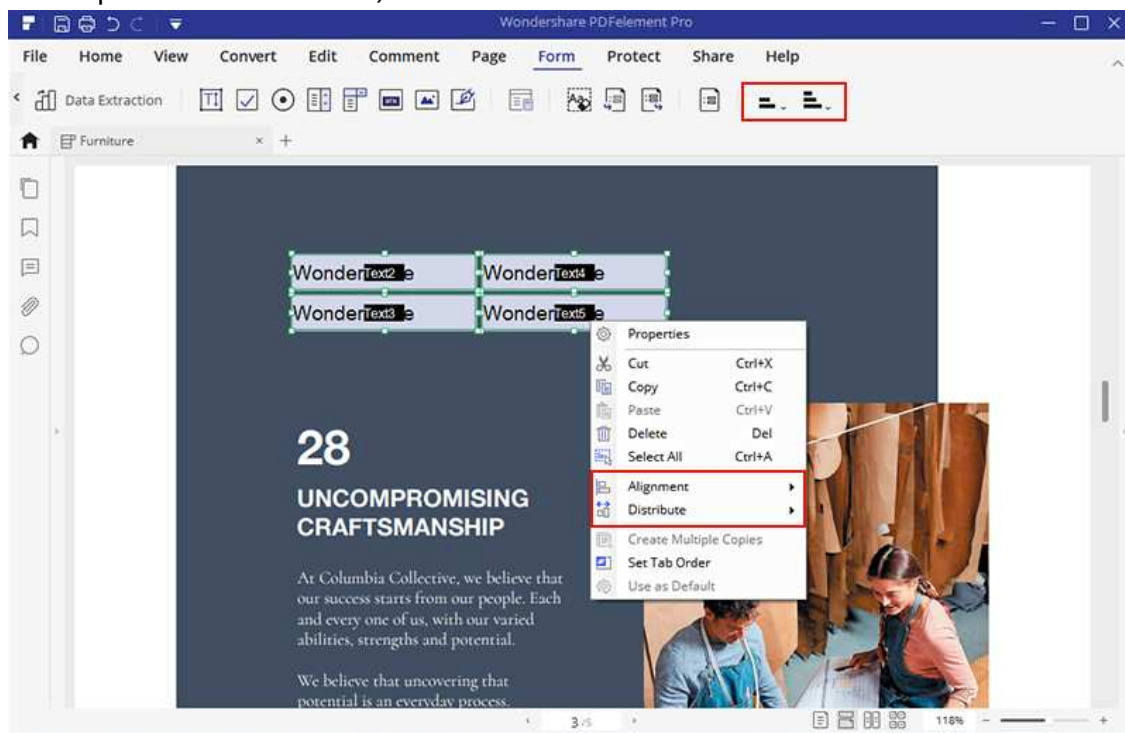 Wondershare PDFelement Pro
File Home View Convert Edit Comment Page Form Protect Share Help
Data Extraction
Furniture
Wonder Text2 e Wonder Text4 e
Wonder Text3 e Wonder Text5 e
Properties
Cut Ctrl+X
Copy Ctrl+C
Paste Ctrl+V
Delete Del
Select All Ctrl+A
Alignment
Distribute
Create Multiple Copies
Set Tab Order
Use as Default
28
UNCOMPROMISING
CRAFTSMANSHIP
At Columbia Collective, we believe that
our success starts from our people. Each
and every one of us, with our varied
abilities, strengths and potential.
We believe that uncovering that
potential is an everyday process.
3 /5
118%